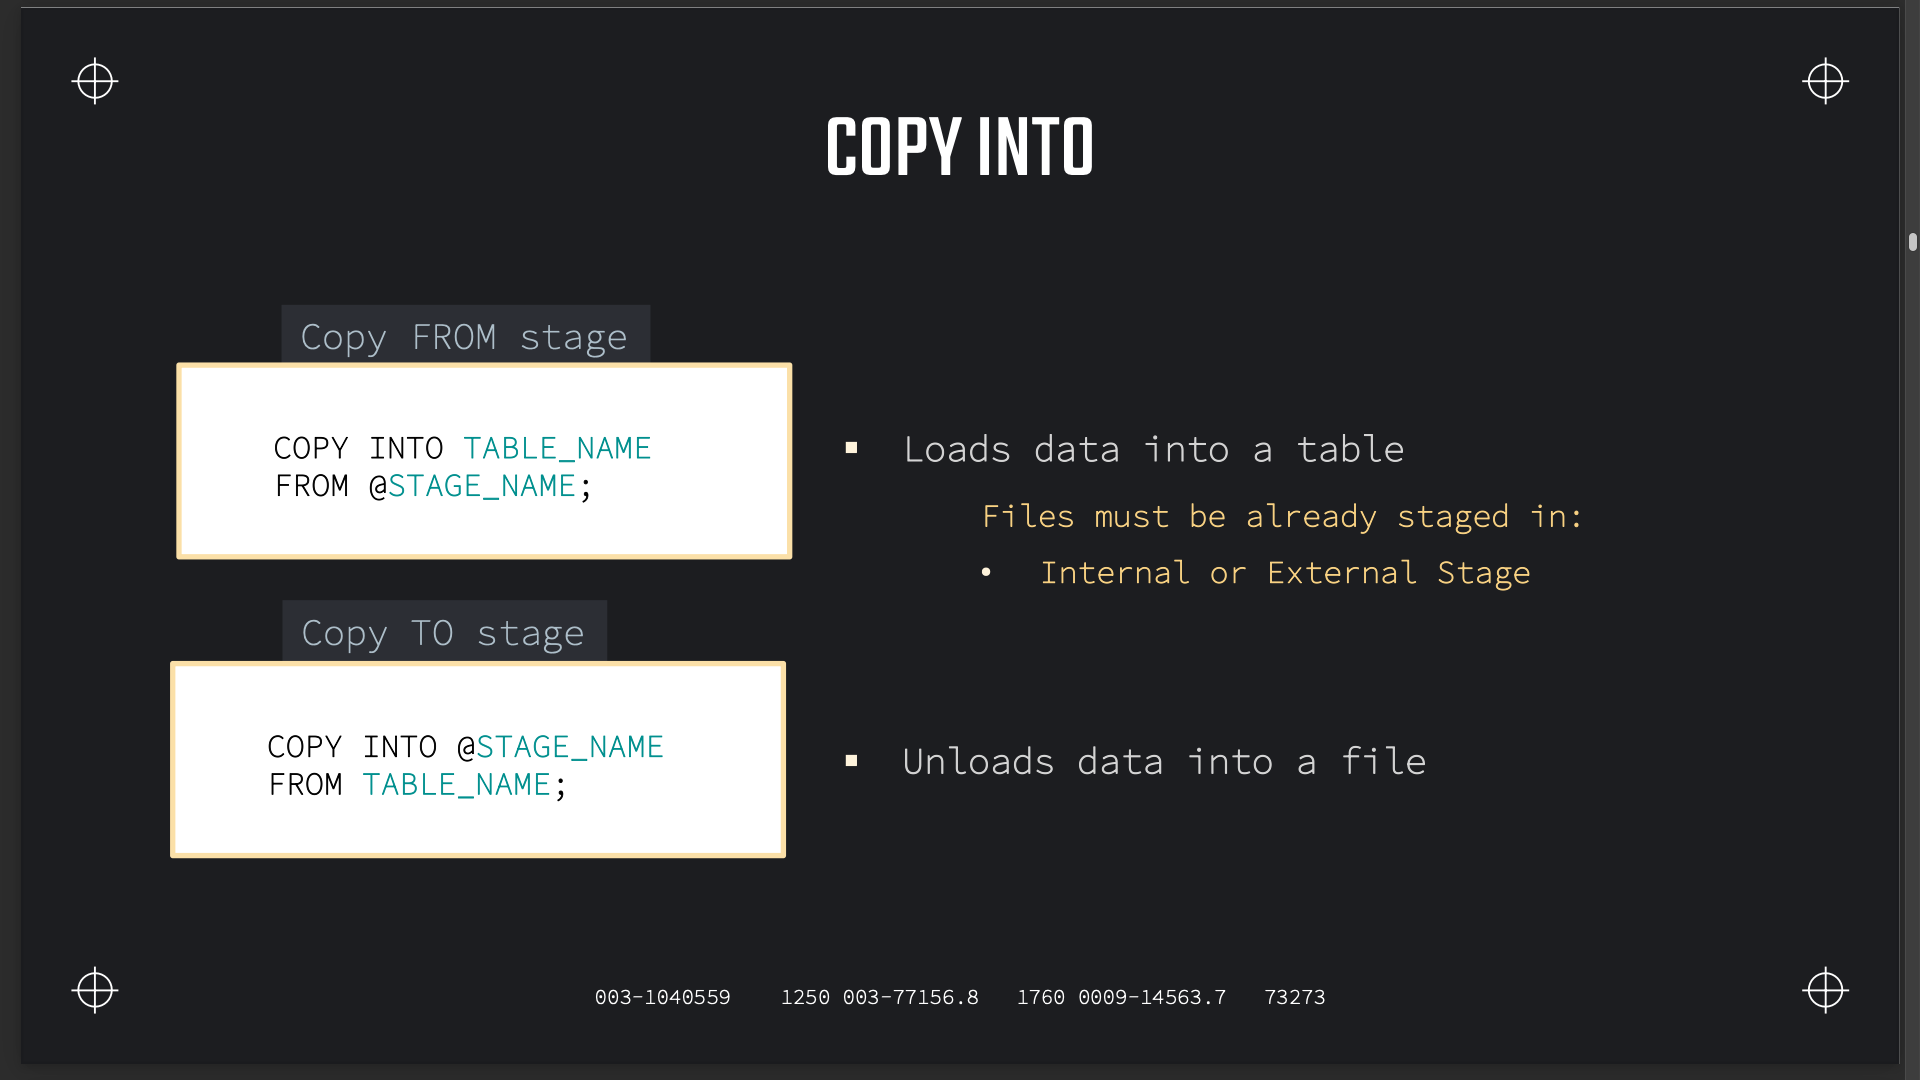 COPY INTO
Copy FROM stage
COPY INTO TABLE_NAME
FROM @STAGE_NAME;
▪ Loads data into a table
Files must be already staged in:
• Internal or External Stage
Copy TO stage
COPY INTO @STAGE_NAME
FROM TABLE_NAME;
▪ Unloads data into a file
003-1040559 1250 003-77156.8 1760 0009-14563.7 73273